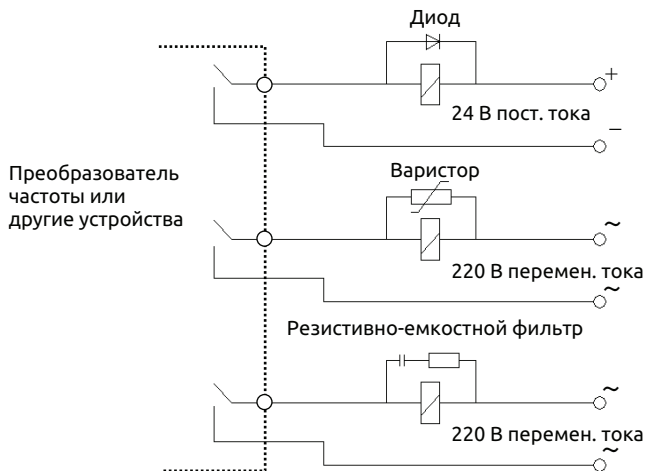 Диод
+
24 В пост. тока
−
Преобразователь
частоты или
другие устройства
Варистор
~
220 В перемен. тока
~
Резистивно-емкостной фильтр
~
220 В перемен. тока
~